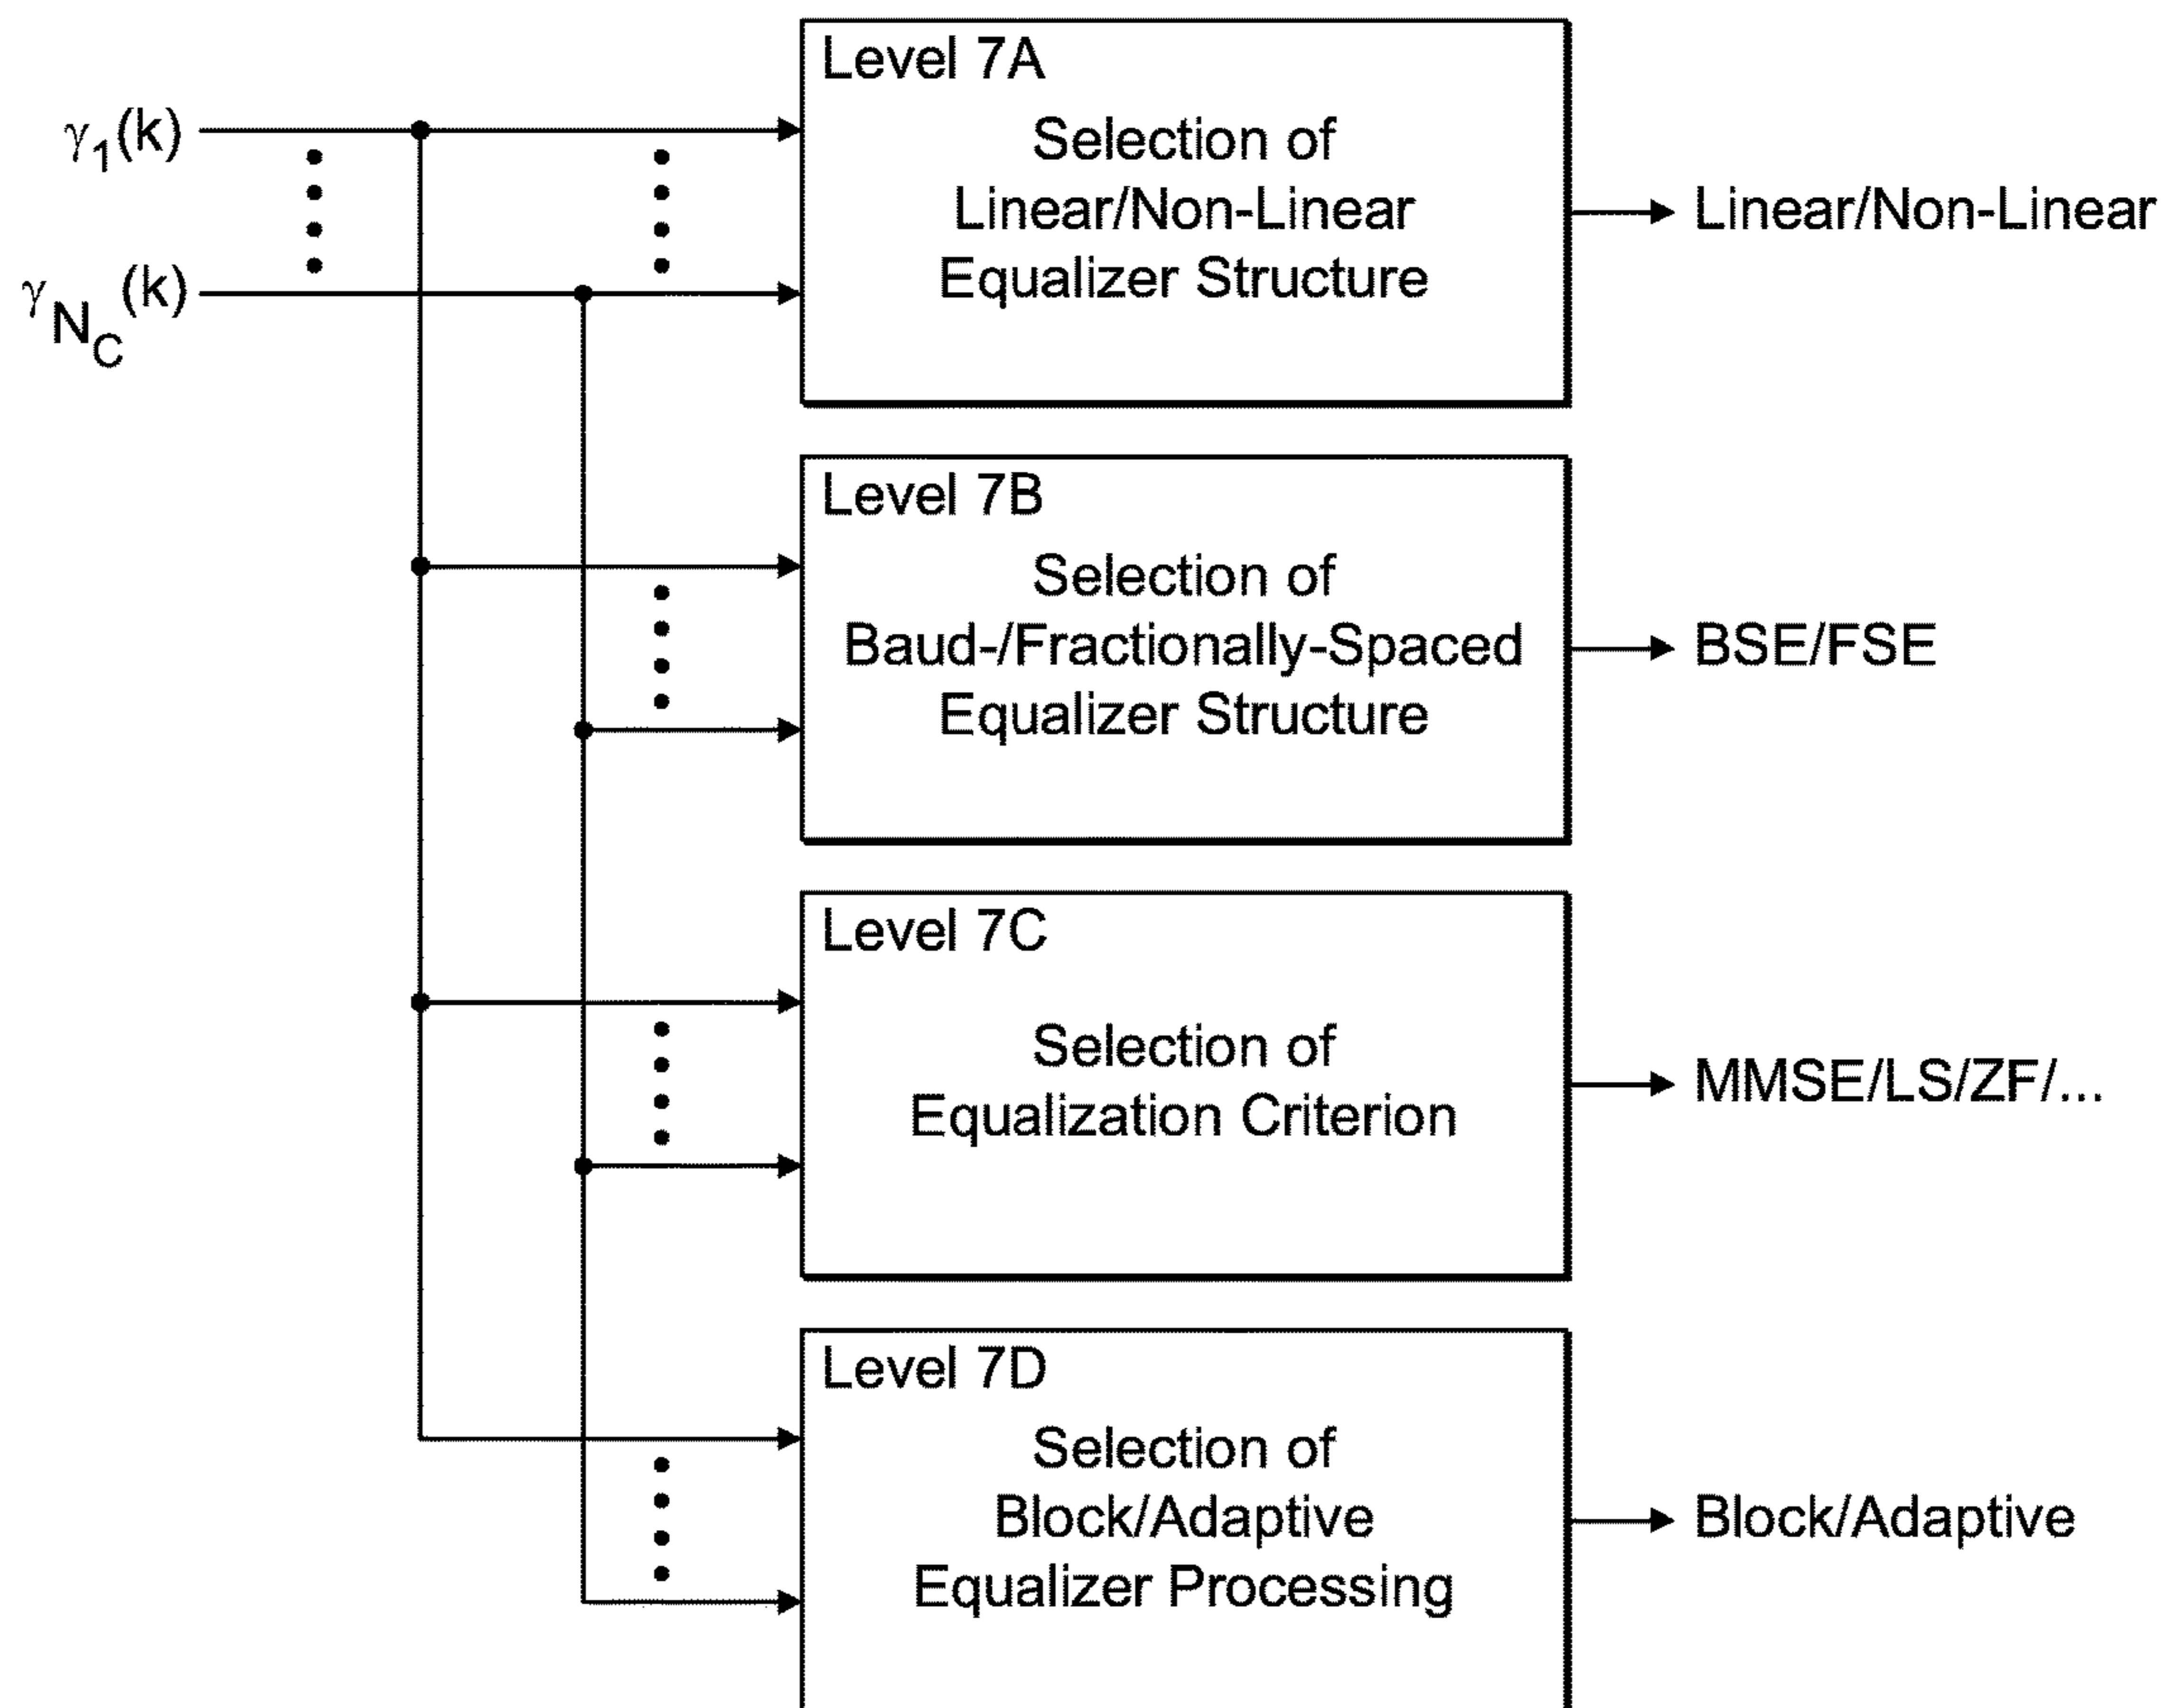 Level 7A
γ1(k)
γNC(k)
Selection of
Linear/Non-Linear
Equalizer Structure
Linear/Non-Linear
Level 7B
Selection of
Baud-/Fractionally-Spaced
Equalizer Structure
BSE/FSE
Level 7C
Selection of
Equalization Criterion
MMSE/LS/ZF/...
Level 7D
Selection of
Block/Adaptive
Equalizer Processing
Block/Adaptive